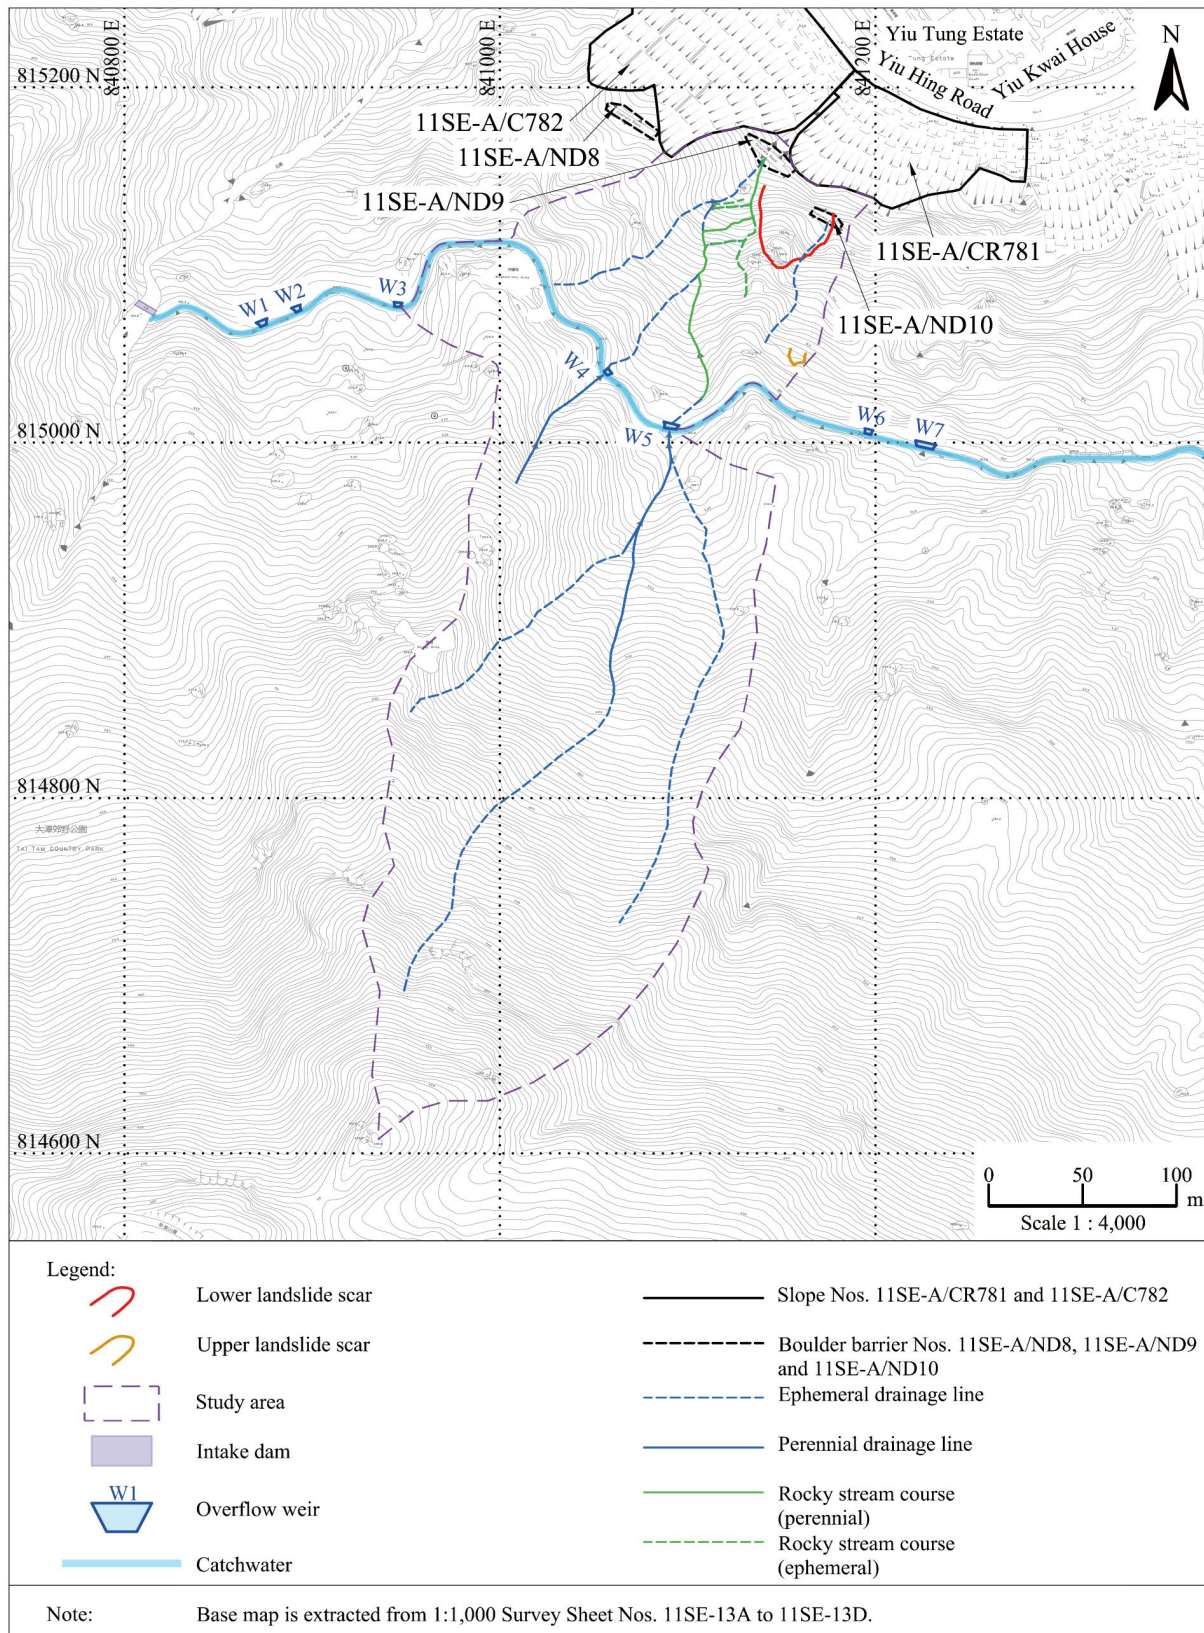 840800 E
841000 E
841200 E
Yiu Tung Estate
Yiu Kwai House
Yiu Hing Road
N
815200 N
11SE-A/C782
11SE-A/ND8
11SE-A/ND9
11SE-A/CR781
11SE-A/ND10
W1
W2
W3
W4
W5
W6
W7
815000 N
814800 N
大潭郊野公園
TAI TAM COUNTRY PARK
814600 N
0 50 100
m
Scale 1 : 4,000
Legend:
Lower landslide scar
Upper landslide scar
Study area
Intake dam
W1
Overflow weir
Catchwater
Slope Nos. 11SE-A/CR781 and 11SE-A/C782
Boulder barrier Nos. 11SE-A/ND8, 11SE-A/ND9
and 11SE-A/ND10
Ephemeral drainage line
Perennial drainage line
Rocky stream course
(perennial)
Rocky stream course
(ephemeral)
Note: Base map is extracted from 1:1,000 Survey Sheet Nos. 11SE-13A to 11SE-13D.